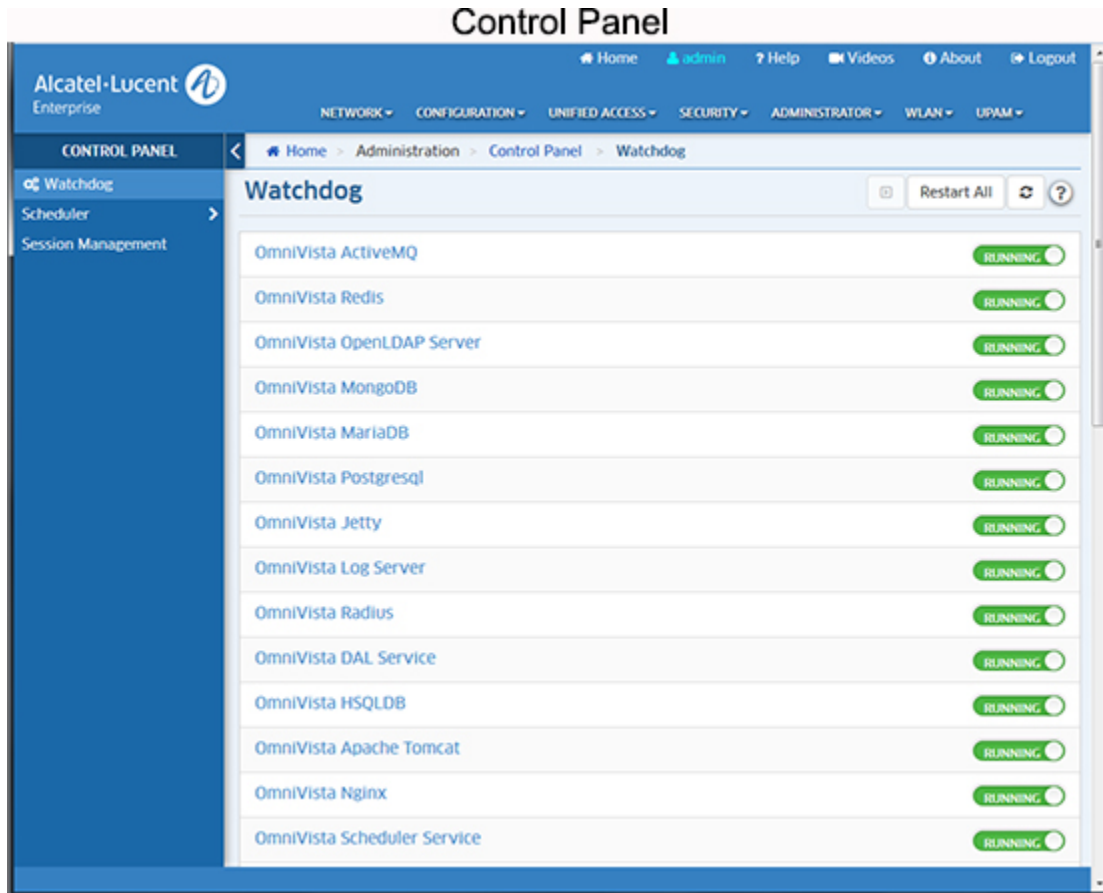 Control Panel
Home admin ? Help Videos About Logout
Alcatel·Lucent
Enterprise
NETWORK CONFIGURATION UNIFIED ACCESS SECURITY ADMINISTRATOR WLAN UPAM
CONTROL PANEL
Home > Administration > Control Panel > Watchdog
Watchdog
Scheduler
Session Management
Watchdog
Restart All ?
OmniVista ActiveMQ RUNNING
OmniVista Redis RUNNING
OmniVista OpenLDAP Server RUNNING
OmniVista MongoDB RUNNING
OmniVista MariaDB RUNNING
OmniVista Postgresql RUNNING
OmniVista Jetty RUNNING
OmniVista Log Server RUNNING
OmniVista Radius RUNNING
OmniVista DAL Service RUNNING
OmniVista HSQLDB RUNNING
OmniVista Apache Tomcat RUNNING
OmniVista Nginx RUNNING
OmniVista Scheduler Service RUNNING